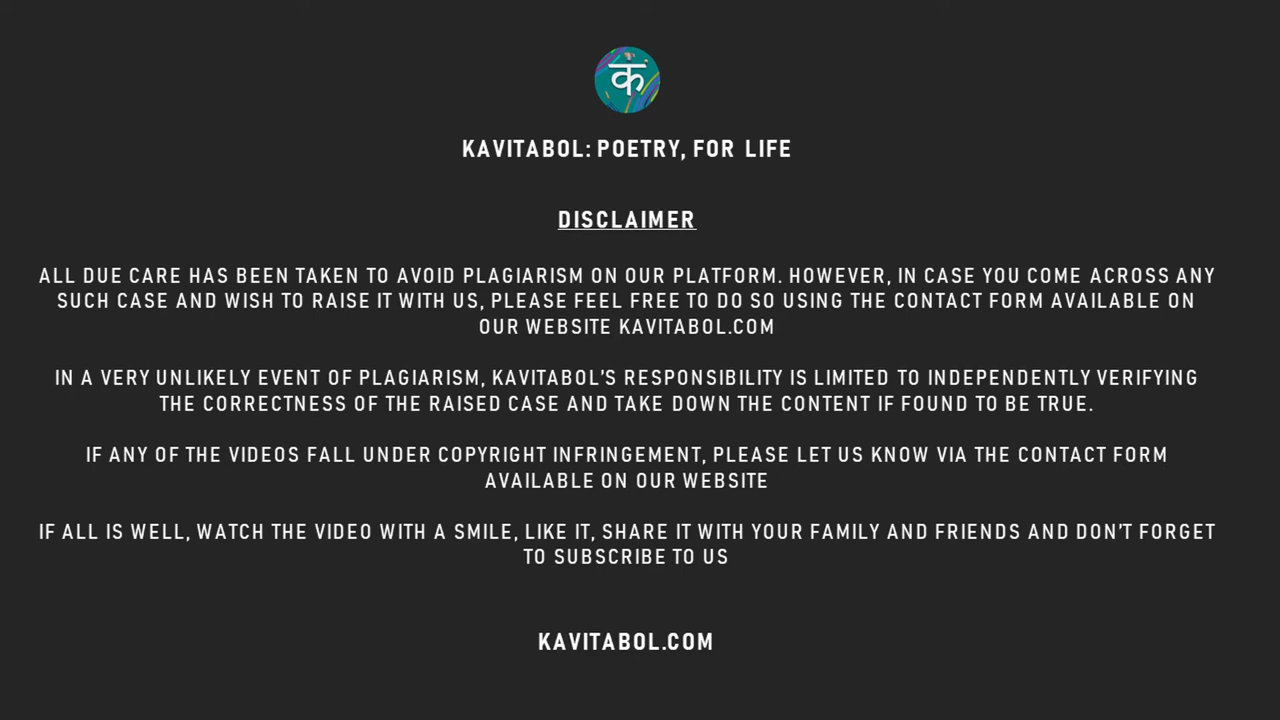 क
KAVITABOL: POETRY, FOR LIFE
DISCLAIMER
ALL DUE CARE HAS BEEN TAKEN TO AVOID PLAGIARISM ON OUR PLATFORM. HOWEVER, IN CASE YOU COME ACROSS ANY
SUCH CASE AND WISH TO RAISE IT WITH US, PLEASE FEEL FREE TO DO SO USING THE CONTACT FORM AVAILABLE ON
OUR WEBSITE KAVITABOL.COM
IN A VERY UNLIKELY EVENT OF PLAGIARISM, KAVITABOL'S RESPONSIBILITY IS LIMITED TO INDEPENDENTLY VERIFYING
THE CORRECTNESS OF THE RAISED CASE AND TAKE DOWN THE CONTENT IF FOUND TO BE TRUE.
IF ANY OF THE VIDEOS FALL UNDER COPYRIGHT INFRINGEMENT, PLEASE LET US KNOW VIA THE CONTACT FORM
AVAILABLE ON OUR WEBSITE
IF ALL IS WELL, WATCH THE VIDEO WITH A SMILE, LIKE IT, SHARE IT WITH YOUR FAMILY AND FRIENDS AND DON'T FORGET
TO SUBSCRIBE TO US
KAVITABOL.COM